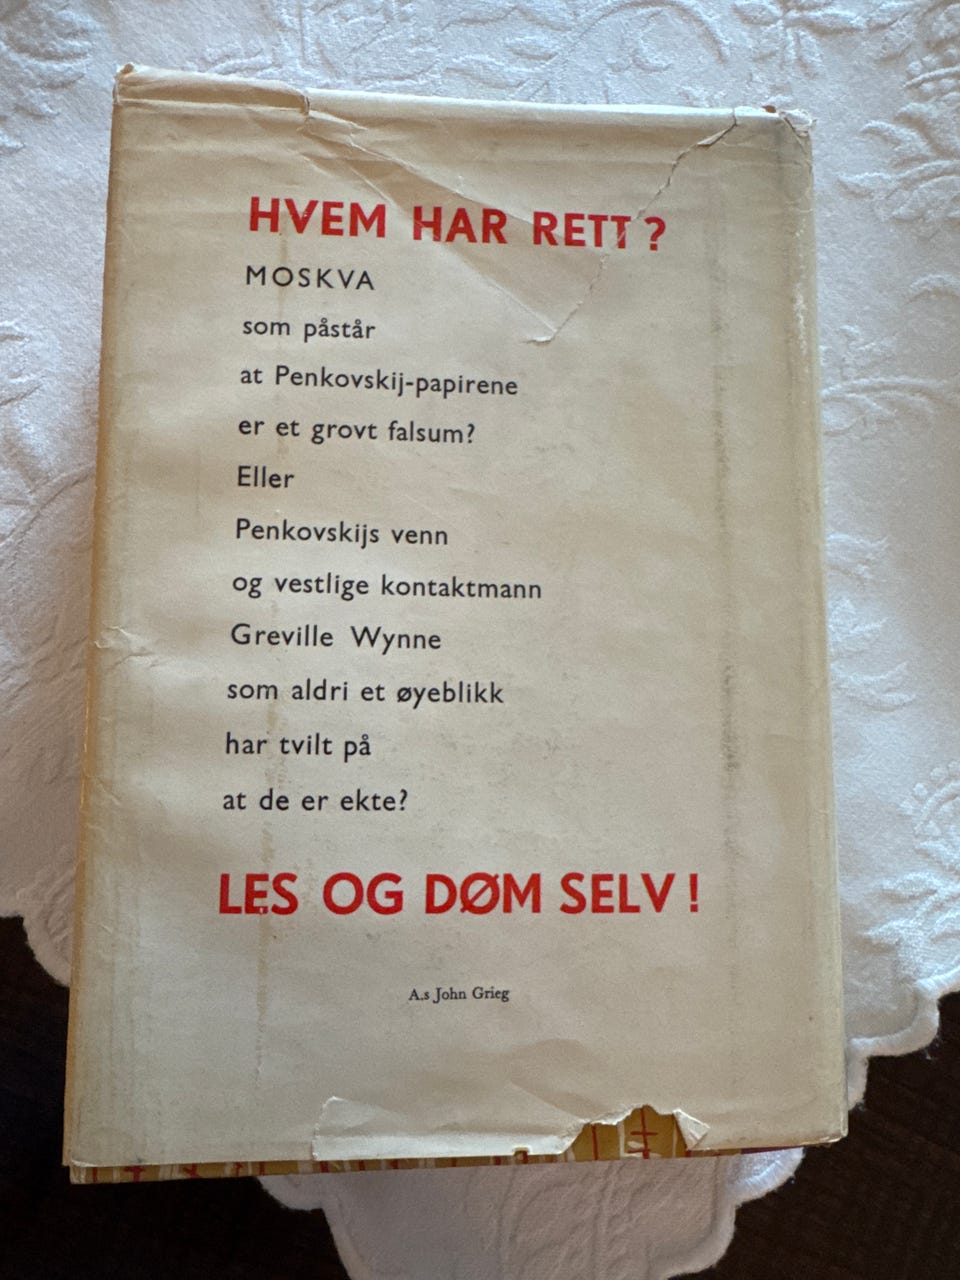 HVEM HAR RETT?
MOSKVA
som påstår
at Penkovskij-papirene
er et grovt falsum?
Eller
Penkovskijs venn
og vestlige kontaktmann
Greville Wynne
som aldri et øyeblikk
har tvilt på
at de er ekte?
LES OG DØM SELV!
A.s John Grieg